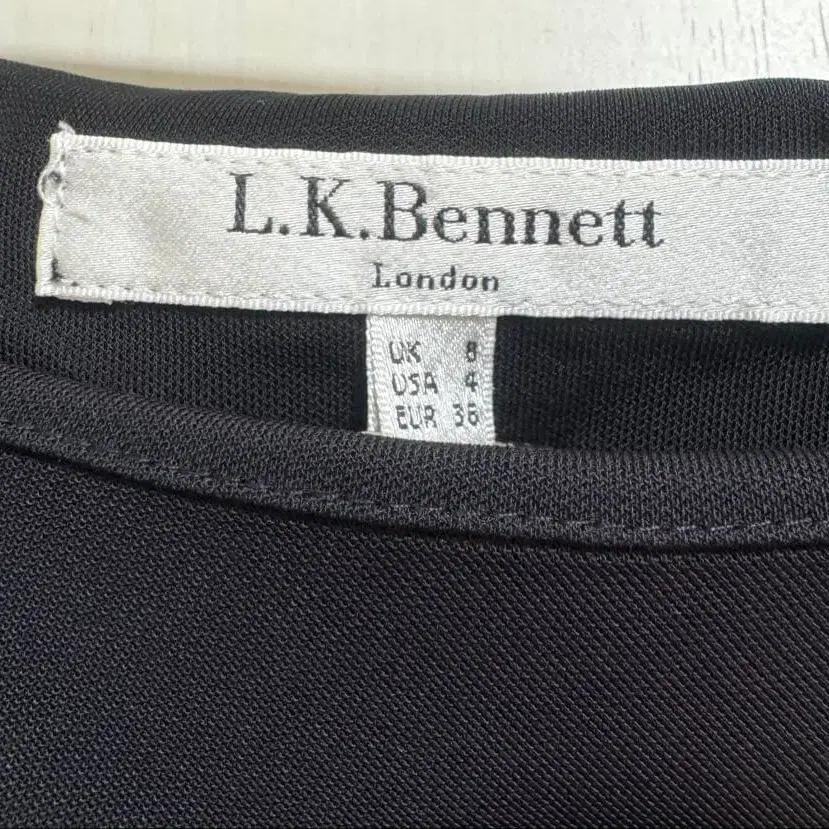 L.K.Bennett
London
UK 8
USA 4
EUR 36